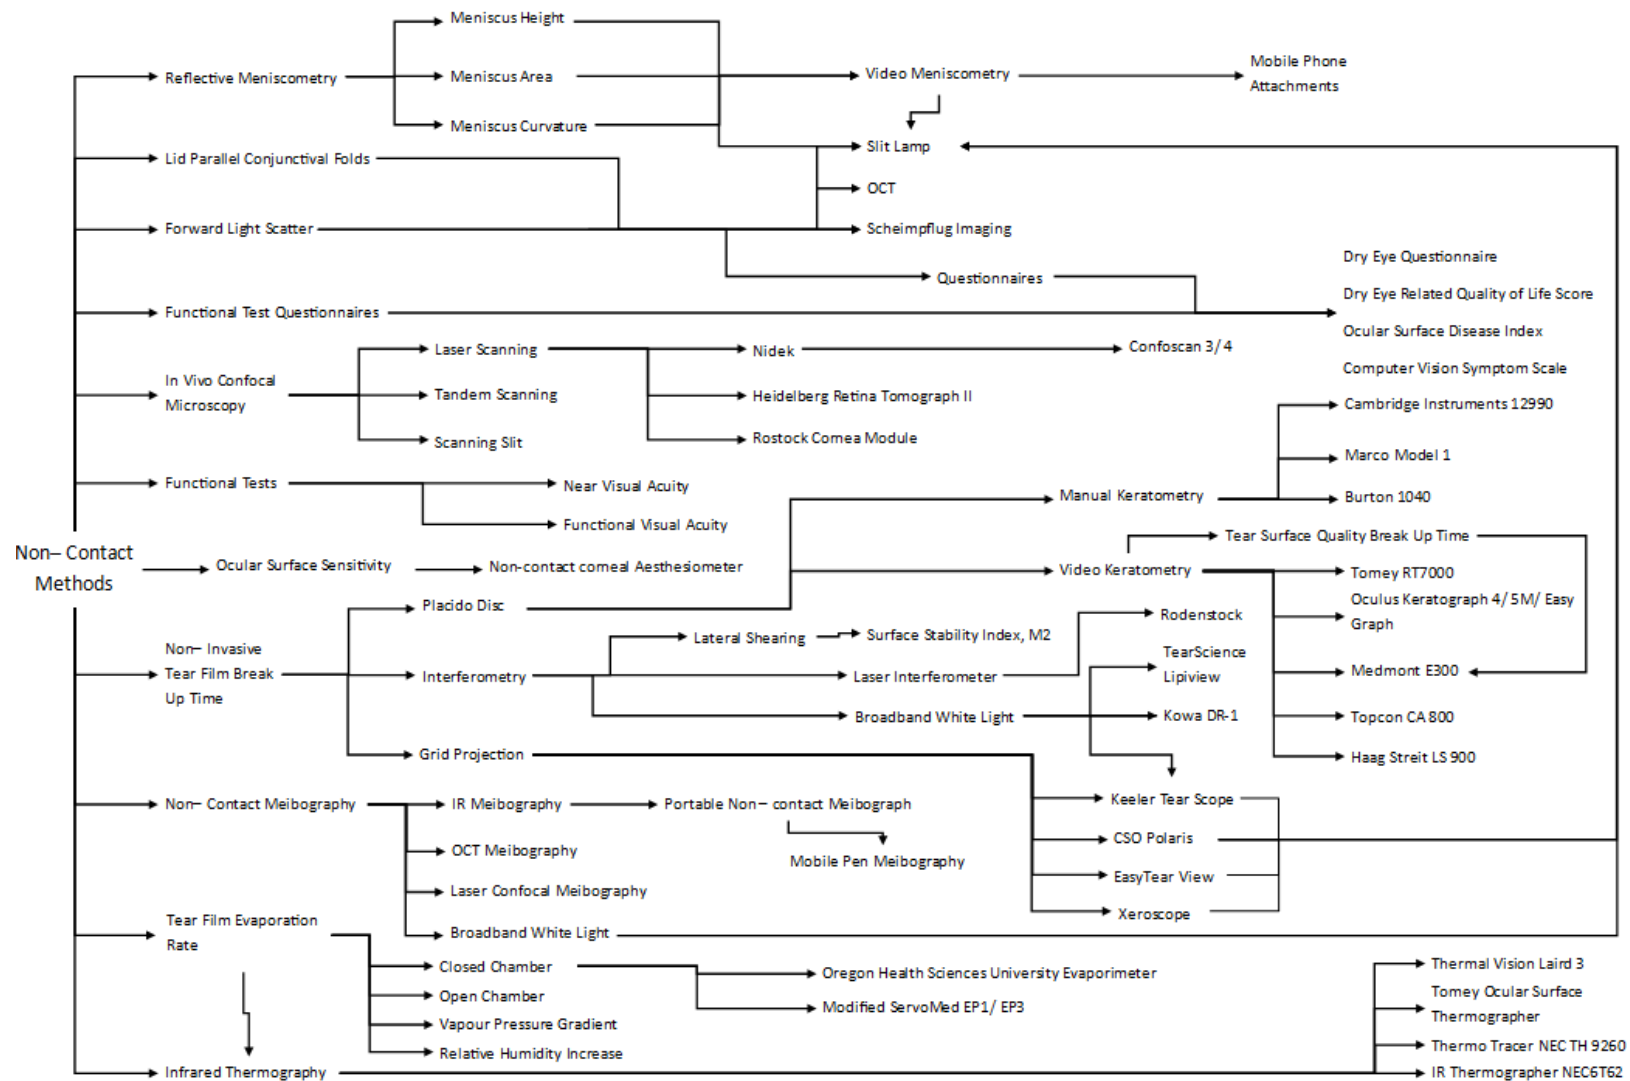 Meniscus Height
Mobile Phone
Attachments
Reflective Meniscometry
Meniscus Area
Video Meniscometry
Meniscus Curvature
Slit Lamp
Lid Parallel Conjunctival Folds
OCT
Forward Light Scatter
Scheimpflug Imaging
Questionnaires
Dry Eye Questionnaire
Dry Eye Related Quality of Life Score
Ocular Surface Disease Index
Computer Vision Symptom Scale
Functional Test Questionnaires
Laser Scanning
Nidek
Confoscan 3/ 4
In Vivo Confocal
Microscopy
Tandem Scanning
Heidelberg Retina Tomograph II
Scanning Slit
Rostock Cornea Module
Cambridge Instruments 12990
Marco Model 1
Burton 1040
Functional Tests
Near Visual Acuity
Manual Keratometry
Functional Visual Acuity
Tear Surface Quality Break Up Time
Non– Contact
Methods
Ocular Surface Sensitivity
Non-contact corneal Aesthesiometer
Video Keratometry
Tomey RT7000
Oculus Keratograph 4/ 5M/ Easy
Graph
Placido Disc
Rodenstock
Lateral Shearing
Surface Stability Index, M2
Non– Invasive
Tear Film Break
Up Time
Interferometry
Laser Interferometer
TearScience
Lipiview
Medmont E300
Broadband White Light
Kowa DR-1
Topcon CA 800
Grid Projection
Haag Streit LS 900
Non– Contact Meibography
IR Meibography
Portable Non – contact Meibograph
Keeler Tear Scope
CSO Polaris
OCT Meibography
Mobile Pen Meibography
EasyTear View
Laser Confocal Meibography
Xeroscope
Tear Film Evaporation
Rate
Broadband White Light
Closed Chamber
Oregon Health Sciences University Evaporimeter
Thermal Vision Laird 3
Open Chamber
Modified ServoMed EP1/ EP3
Tomey Ocular Surface
Thermographer
Vapour Pressure Gradient
Relative Humidity Increase
Thermo Tracer NEC TH 9260
Infrared Thermography
IR Thermographer NEC6T62